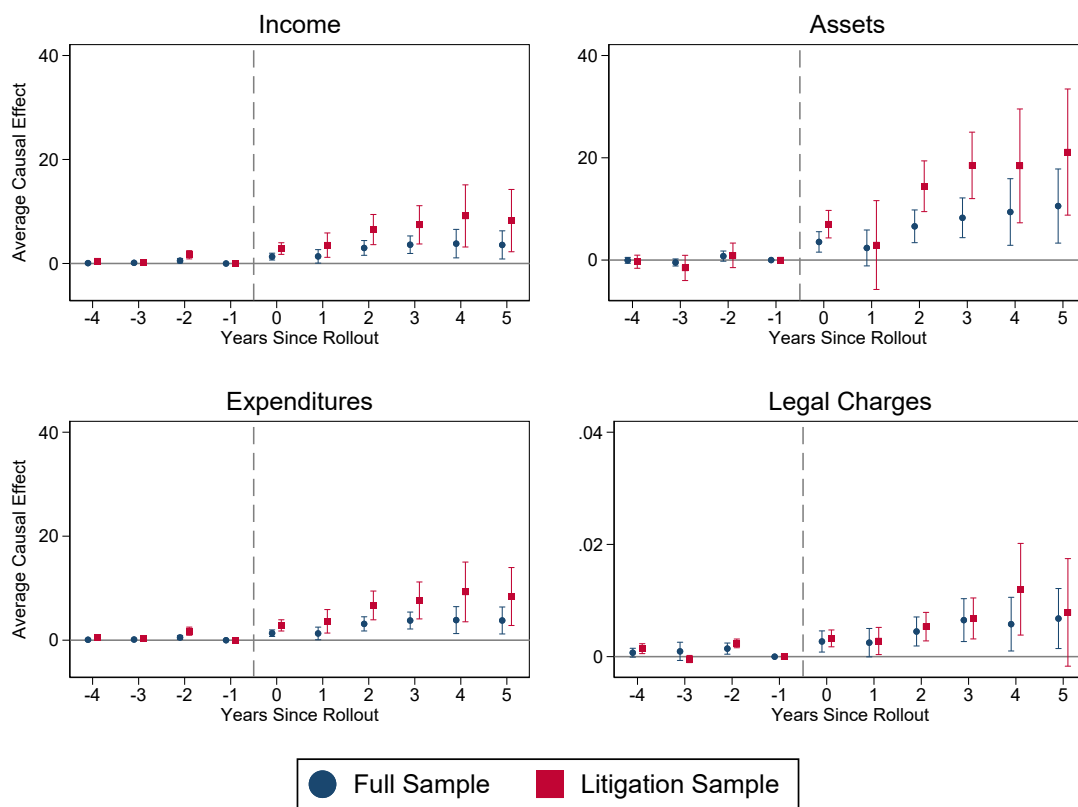 Income
Average Causal Effect
40
20
0
-4 -3 -2 -1 0 1 2 3 4 5
Years Since Rollout
Assets
40
20
0
-4 -3 -2 -1 0 1 2 3 4 5
Years Since Rollout
Expenditures
Average Causal Effect
40
20
0
-4 -3 -2 -1 0 1 2 3 4 5
Years Since Rollout
Legal Charges
.04
.02
0
-4 -3 -2 -1 0 1 2 3 4 5
Years Since Rollout
Full Sample Litigation Sample